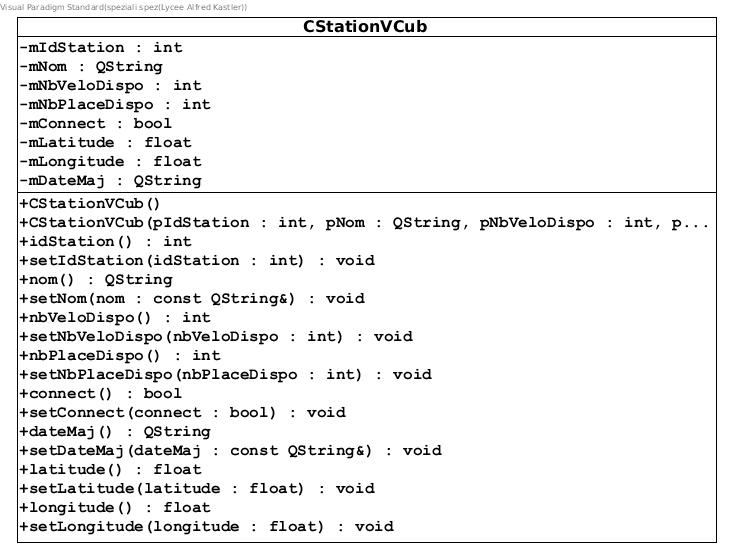 Visual Paradigm Standard(speziali spez(Lycee Alfred Kastler))
CStationVCub
-mIdStation : int
-mNom : QString
-mNbVeloDispo : int
-mNbPlaceDispo : int
-mConnect : bool
-mLatitude : float
-mLongitude : float
-mDateMaj : QString
+CStationVCub()
+CStationVCub(pIdStation : int, pNom : QString, pNbVeloDispo : int, p...
+idStation() : int
+setIdStation(idStation : int) : void
+nom() : QString
+setNom(nom : const QString&) : void
+nbVeloDispo() : int
+setNbVeloDispo(nbVeloDispo : int) : void
+nbPlaceDispo() : int
+setNbPlaceDispo(nbPlaceDispo : int) : void
+connect() : bool
+setConnect(connect : bool) : void
+dateMaj() : QString
+setDateMaj(dateMaj : const QString&) : void
+latitude() : float
+setLatitude(latitude : float) : void
+longitude() : float
+setLongitude(longitude : float) : void